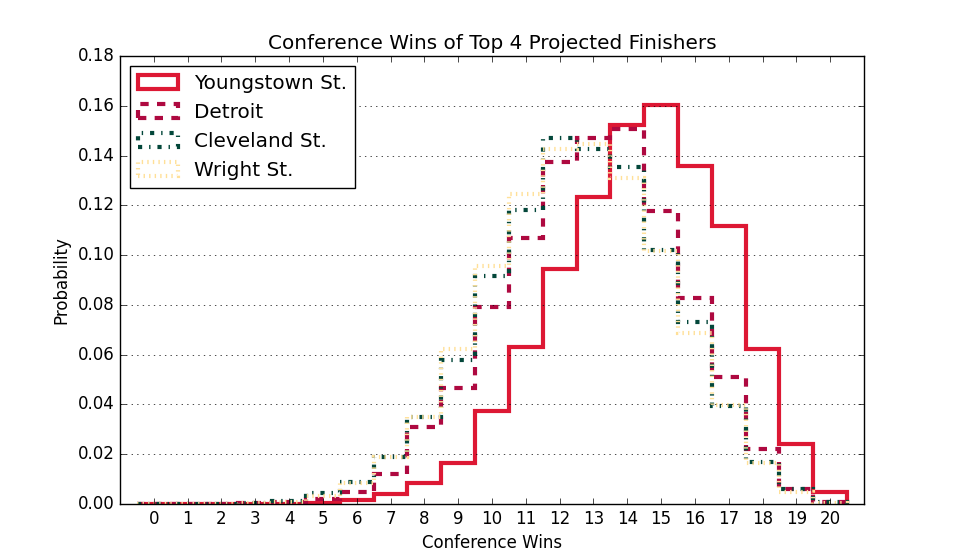 Conference Wins of Top 4 Projected Finishers
0.18
0.16
0.14
0.12
0.10
0.08
0.06
0.04
0.02
0.00
Probability
Youngstown St.
Detroit
Cleveland St.
Wright St.
0 1 2 3 4 5 6 7 8 9 10 11 12 13 14 15 16 17 18 19 20
Conference Wins